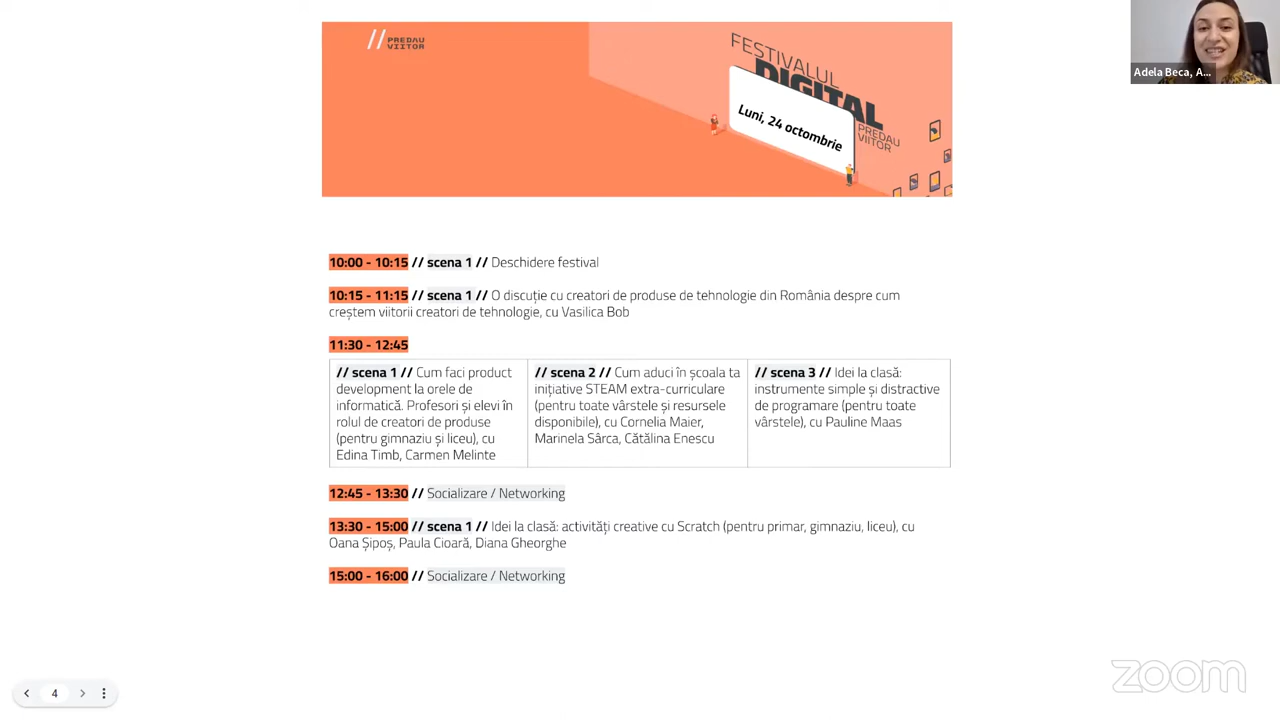 // PREDAU
VIITOR
FESTIVALUL
DIGITAL
PREDAU
VIITOR
Luni, 24 octombrie
Adela Beca, A...
10:00 - 10:15 // scena 1 // Deschidere festival
10:15 - 11:15 // scena 1 // O discuție cu creatori de produse de tehnologie din România despre cum
creștem viitorii creatori de tehnologie, cu Vasilica Bob
11:30 - 12:45
// scena 1 // Cum faci product
development la orele de
informatică. Profesori și elevi în
rolul de creatori de produse
(pentru gimnaziu și liceu), cu
Edina Timb, Carmen Melinte
// scena 2 // Cum aduci în școala ta
inițiative STEAM extra-curriculare
(pentru toate vârstele și resursele
disponibile), cu Cornelia Maier,
Marinela Sârca, Cătălina Enescu
// scena 3 // Idei la clasă:
instrumente simple și distractive
de programare (pentru toate
vârstele), cu Pauline Maas
12:45 - 13:30 // Socializare / Networking
13:30 - 15:00 // scena 1 // Idei la clasă: activități creative cu Scratch (pentru primar, gimnaziu, liceu), cu
Oana Șipoș, Paula Cioară, Diana Gheorghe
15:00 - 16:00 // Socializare / Networking
4
zoom